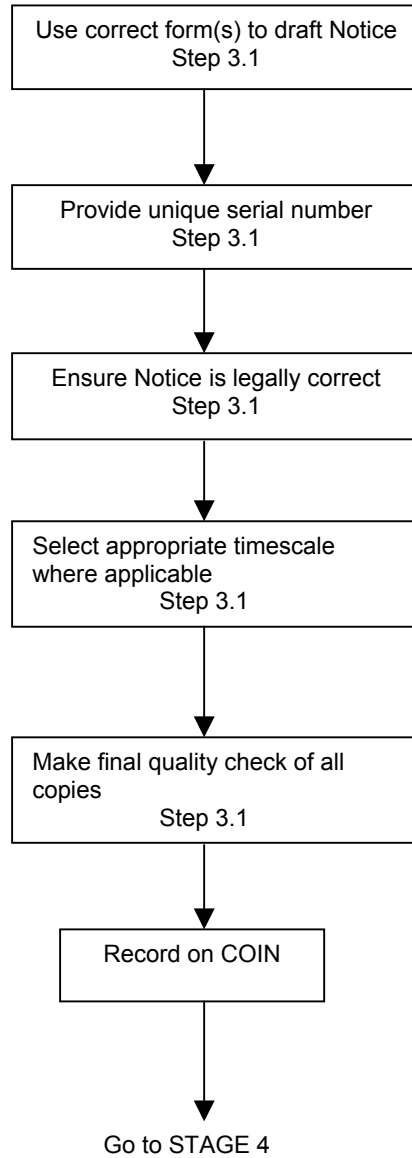 Use correct form(s) to draft Notice
Step 3.1
Provide unique serial number
Step 3.1
Ensure Notice is legally correct
Step 3.1
Select appropriate timescale
where applicable
Step 3.1
Make final quality check of all
copies
Step 3.1
Record on COIN
Go to STAGE 4